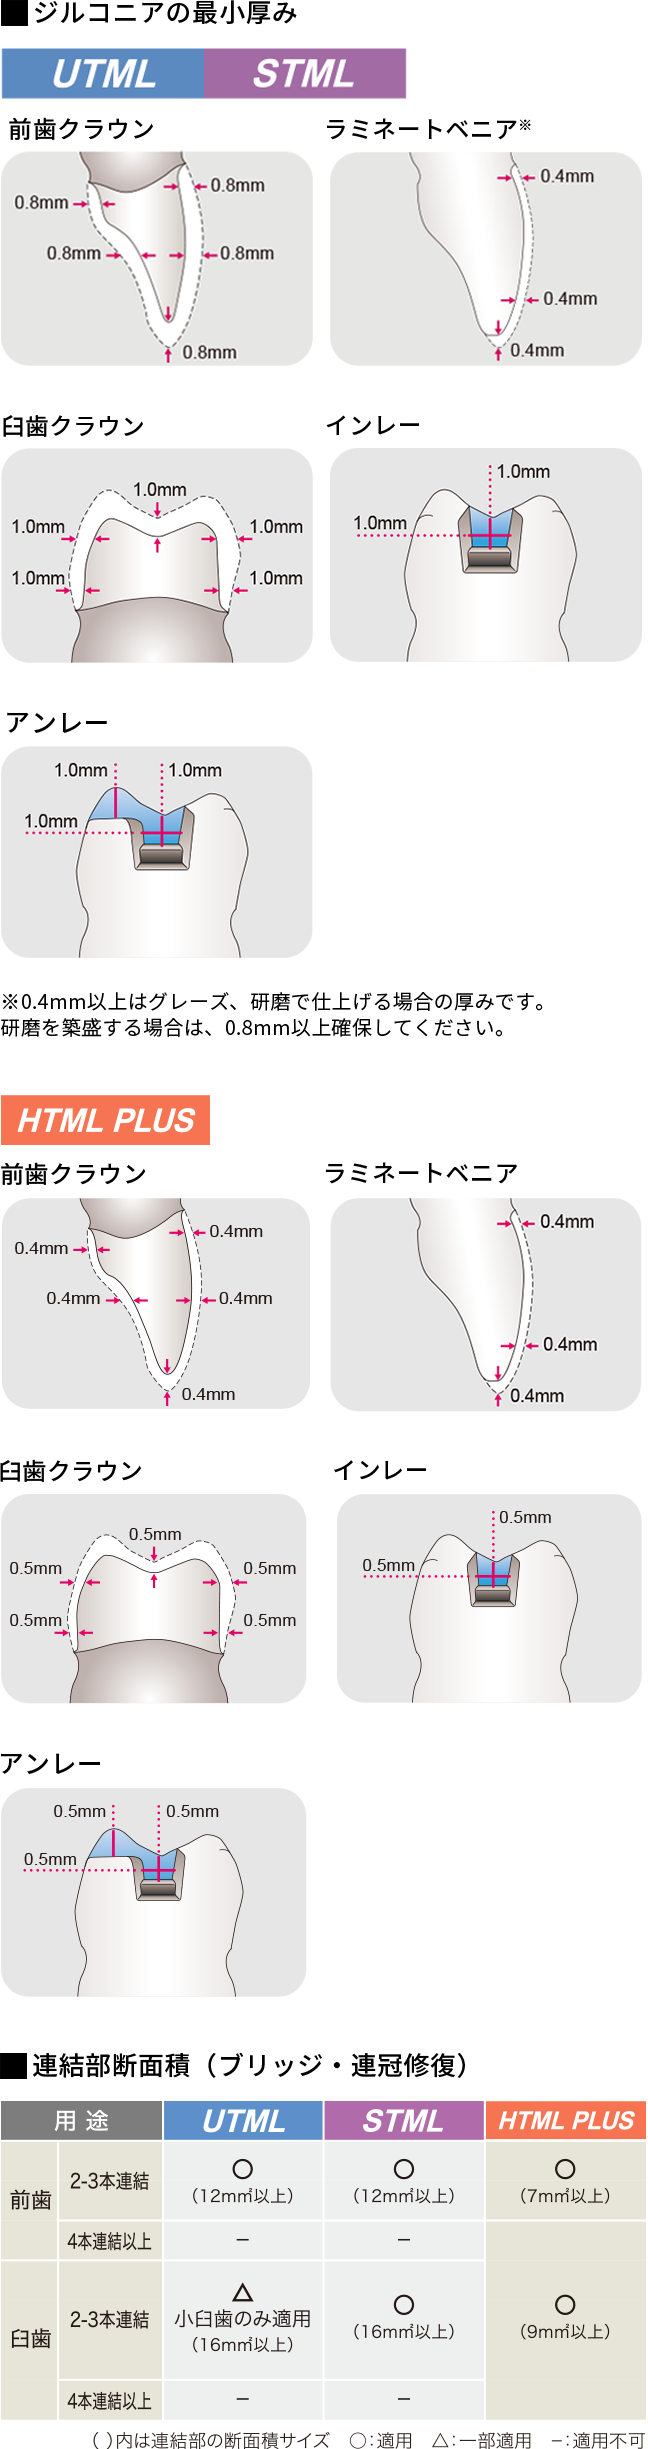 ■ジルコニアの最小厚み
UTML STML
前歯クラウン ラミネートベニア※
0.8mm 0.4mm
0.8mm
0.8mm 0.8mm
0.4mm
0.8mm 0.4mm
臼歯クラウン インレー
1.0mm 1.0mm
1.0mm 1.0mm 1.0mm
1.0mm 1.0mm
アンレー
1.0mm 1.0mm
1.0mm
※0.4mm以上はグレーズ、研磨で仕上げる場合の厚みです。
研磨を築盛する場合は、0.8mm以上確保してください。
HTML PLUS
前歯クラウン ラミネートベニア
0.4mm 0.4mm
0.4mm
0.4mm 0.4mm
0.4mm
0.4mm 0.4mm
臼歯クラウン インレー
0.5mm 0.5mm
0.5mm 0.5mm 0.5mm
0.5mm 0.5mm
アンレー
0.5mm 0.5mm
0.5mm
■連結部断面積（ブリッジ・連冠修復）
用途 UTML STML HTML PLUS
前歯 2-3本連結 ○ ○ ○
（12m㎡以上） （12m㎡以上） （7m㎡以上）
4本連結以上 − −
臼歯 2-3本連結 △ ○ ○
小臼歯のみ適用
（16m㎡以上） （16m㎡以上） （9m㎡以上）
4本連結以上 − −
（ ）内は連結部の断面積サイズ ○：適用 △：一部適用 −：適用不可